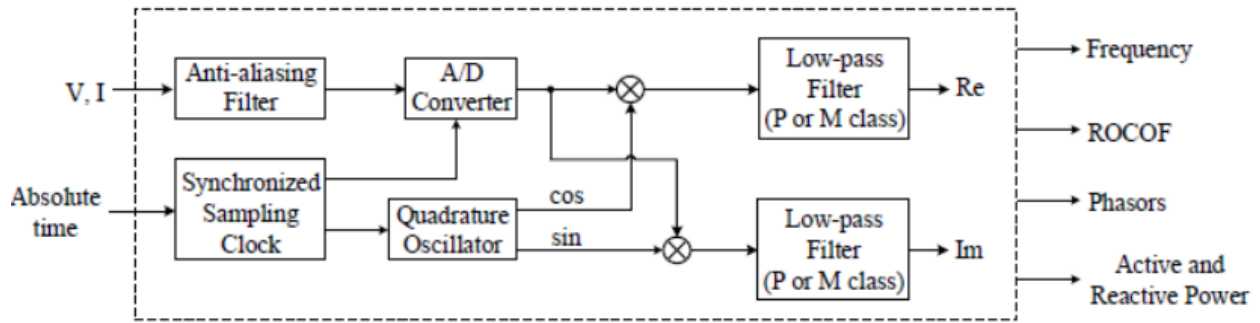 V, I
Anti-aliasing
Filter
A/D
Converter
Low-pass
Filter
(P or M class)
Re
Frequency
ROCOF
Absolute
time
Synchronized
Sampling
Clock
Quadrature
Oscillator
cos
sin
Low-pass
Filter
(P or M class)
Im
Phasors
Active and
Reactive Power